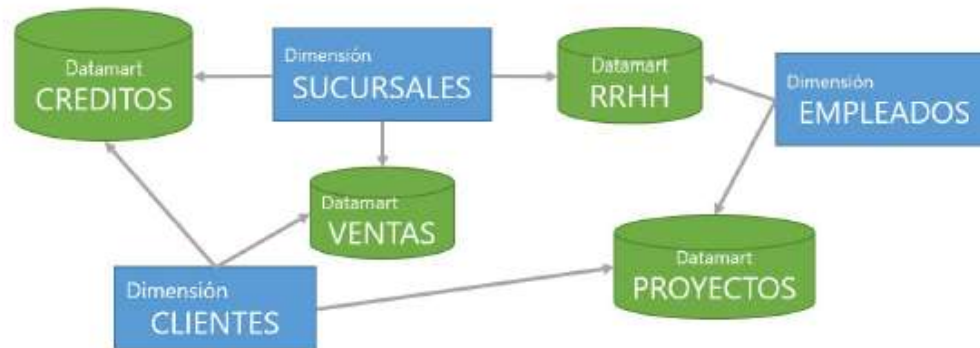 Datamart
CREDITOS
Dimensión
SUCURSALES
Datamart
RRHH
Dimensión
EMPLEADOS
Datamart
VENTAS
Datamart
PROYECTOS
Dimensión
CLIENTES